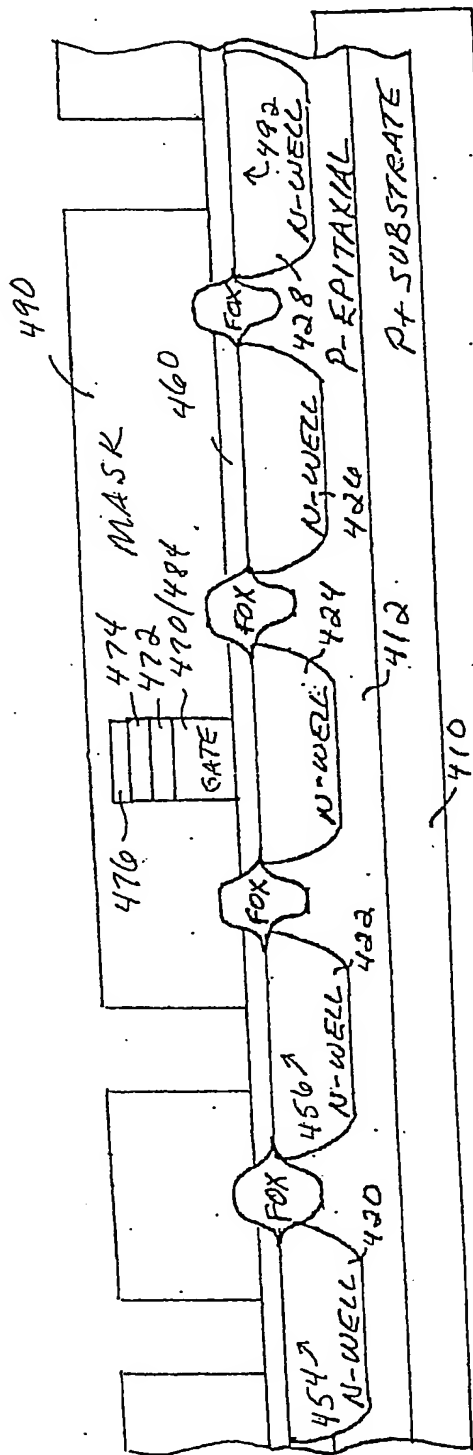 490
MASK
474
472
470/484
476
GATE
460
FOX
FOX
FOX
FOX
454
N-WELL
420
456
N-WELL
422
N-WELL
424
N-WELL
426
492
N-WELL
428
P-EPITAXIAL
412
P+ SUBSTRATE
410